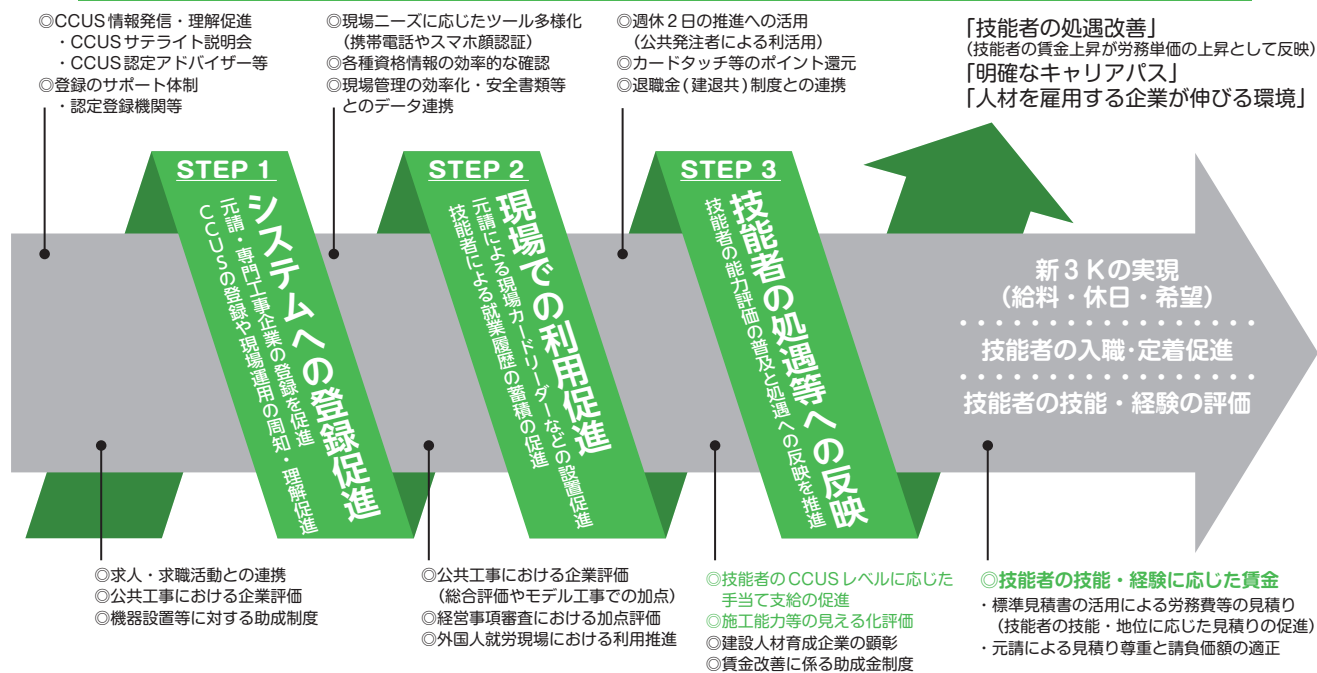 ◎CCUS情報発信・理解促進
・CCUSサテライト説明会
・CCUS認定アドバイザー等
◎登録のサポート体制
・認定登録機関等
◎現場ニーズに応じたツール多様化
（携帯電話やスマホ顔認証）
◎各種資格情報の効率的な確認
◎現場管理の効率化・安全書類等
とのデータ連携
◎週休２日の推進への活用
（公共発注者による利活用）
◎カードタッチ等のポイント還元
◎退職金（建退共）制度との連携
「技能者の処遇改善」
（技能者の賃金上昇が労務単価の上昇として反映）
「明確なキャリアパス」
「人材を雇用する企業が伸びる環境」
STEP 1
システムへの登録促進
元請・専門工事企業の登録を促進
CCUSの登録や現場運用の周知・理解促進
STEP 2
現場での利用促進
元請による現場カードリーダーなどの設置促進
技能者による就業履歴の蓄積の促進
STEP 3
技能者の処遇等への反映
技能者の能力評価の普及と処遇への反映を推進
新３Kの実現
（給料・休日・希望）
技能者の入職・定着促進
技能者の技能・経験の評価
◎求人・求職活動との連携
◎公共工事における企業評価
◎機器設置等に対する助成制度
◎公共工事における企業評価
（総合評価やモデル工事での加点）
◎経営事項審査における加点評価
◎外国人就労現場における利用推進
◎技能者のCCUSレベルに応じた
手当て支給の促進
◎施工能力等の見える化評価
◎建設人材育成企業の顕彰
◎賃金改善に係る助成金制度
◎技能者の技能・経験に応じた賃金
・標準見積書の活用による労務費等の見積り
（技能者の技能・地位に応じた見積りの促進）
・元請による見積り尊重と請負価額の適正